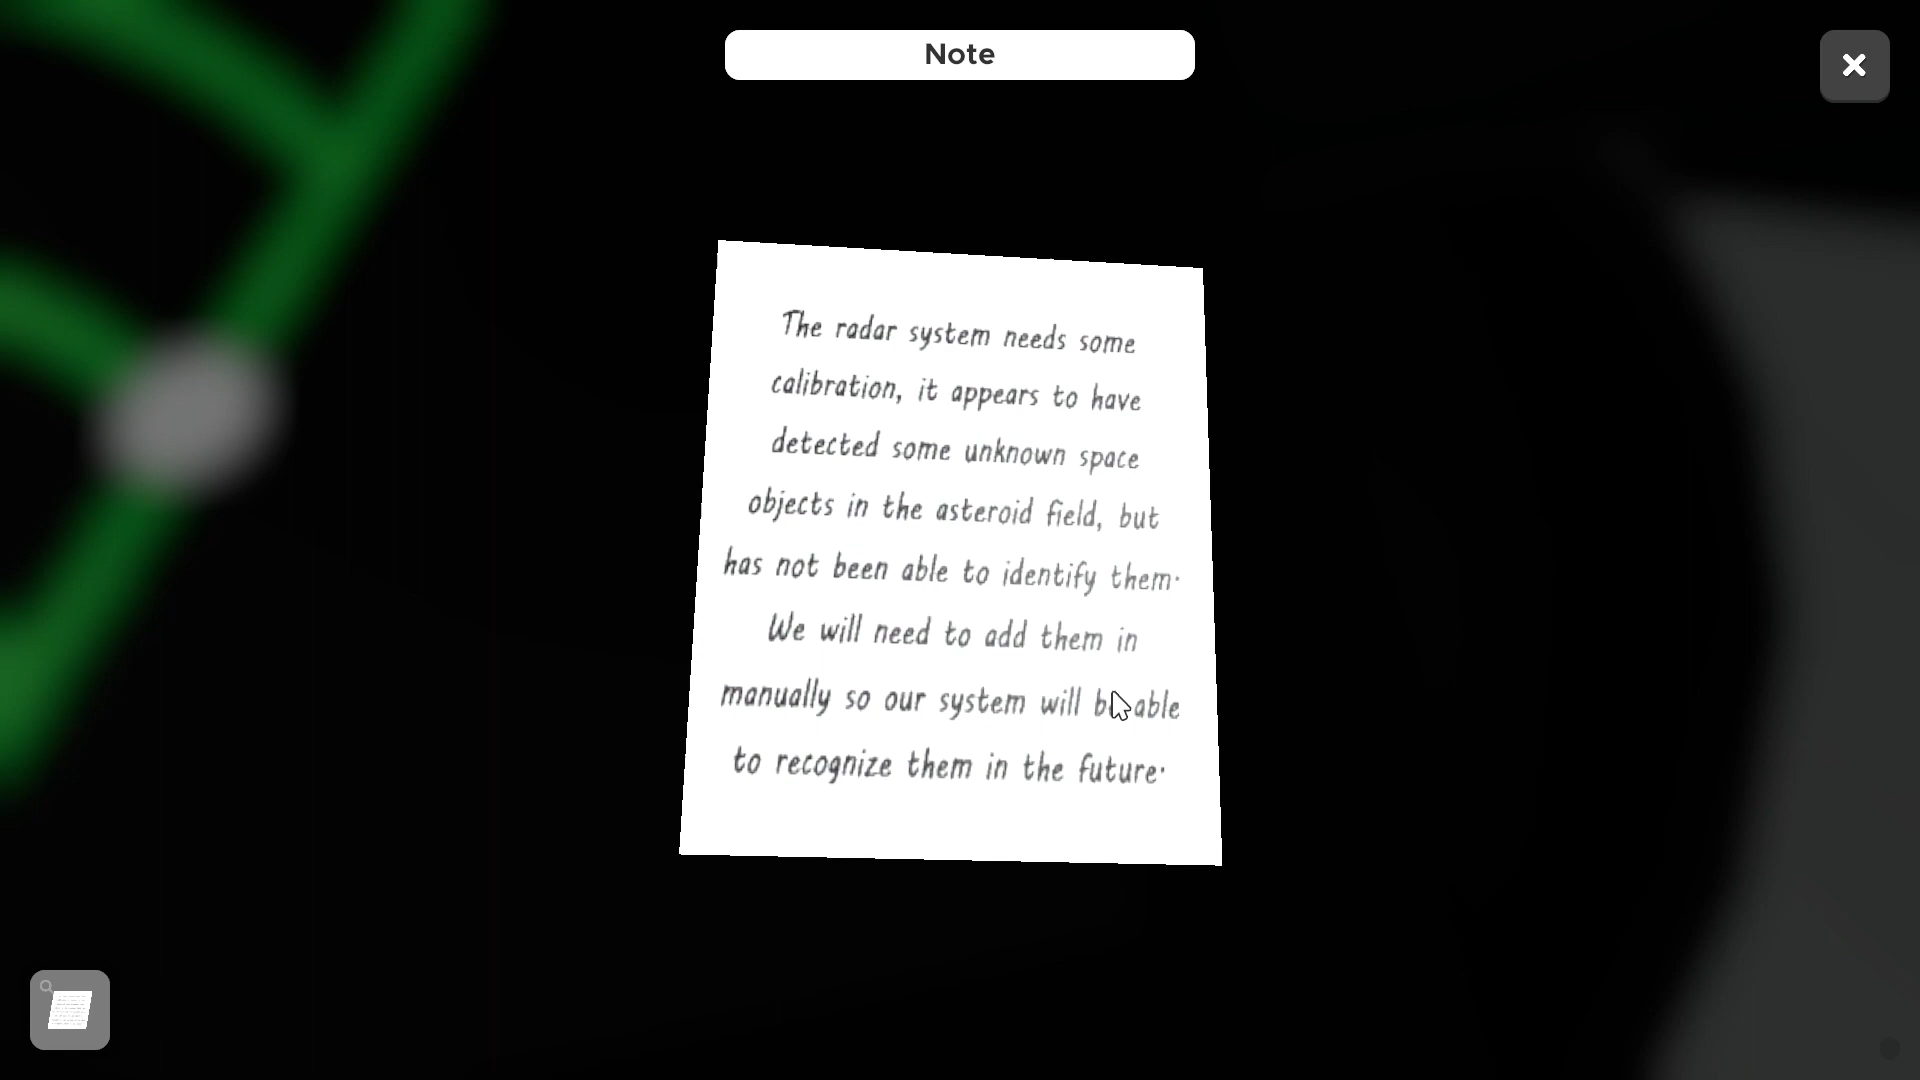 Note
The radar system needs some
calibration, it appears to have
detected some unknown space
objects in the asteroid field, but
has not been able to identify them.
We will need to add them in
manually so our system will be able
to recognize them in the future.